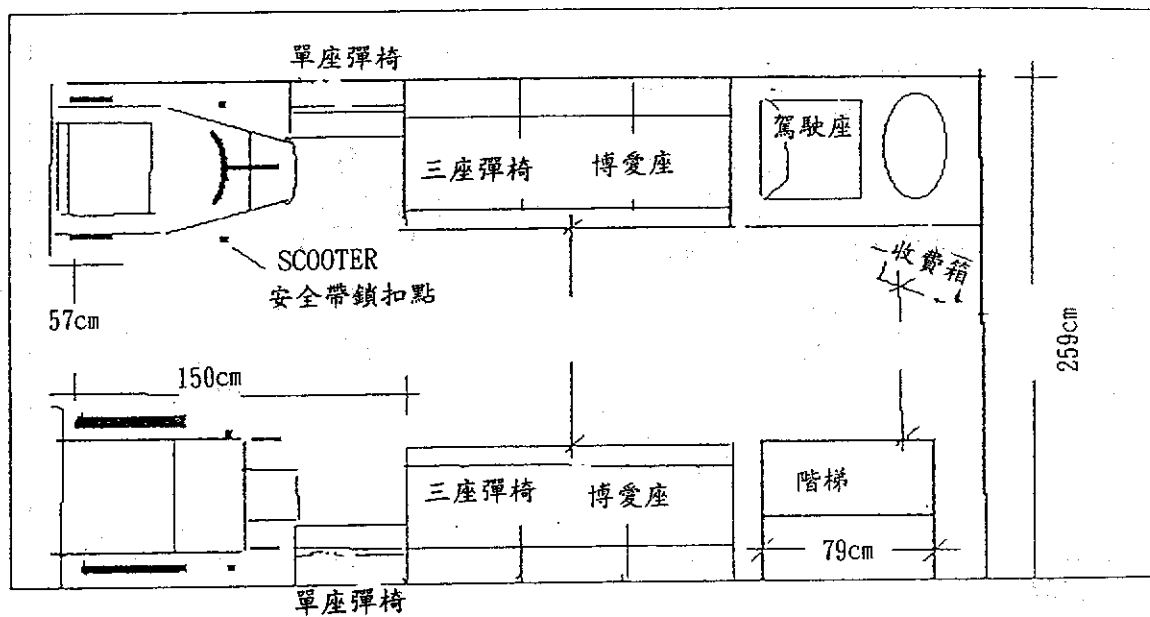 單座彈椅
駕駛座
三座彈椅
博愛座
收費箱
SCOOTER
安全帶鎖扣點
57cm
259cm
150cm
三座彈椅
博愛座
階梯
79cm
單座彈椅